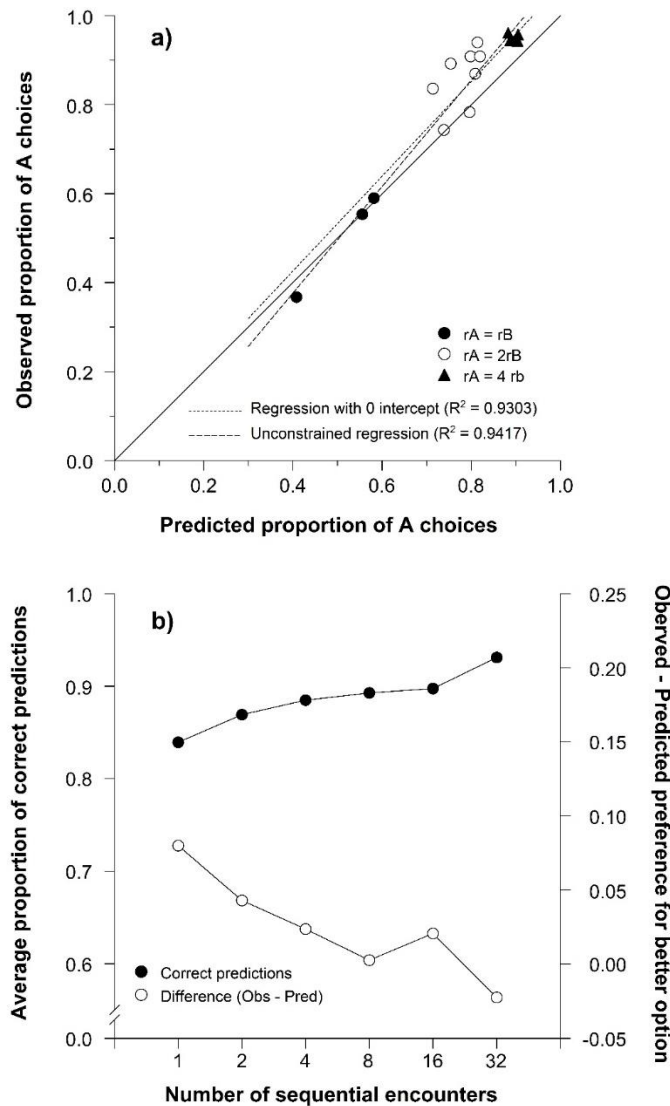 a)
Observed proportion of A choices
1.0
0.8
0.6
0.4
0.2
0.0
rA = rB
rA = 2rB
rA = 4 rb
Regression with 0 intercept (R² = 0.9303)
Unconstrained regression (R² = 0.9417)
0.0 0.2 0.4 0.6 0.8 1.0
Predicted proportion of A choices
b)
Average proportion of correct predictions
1.0
0.9
0.8
0.7
0.6
0.0
Oberved - Predicted preference for better option
0.25
0.20
0.15
0.10
0.05
0.00
-0.05
Correct predictions
Difference (Obs - Pred)
1 2 4 8 16 32
Number of sequential encounters